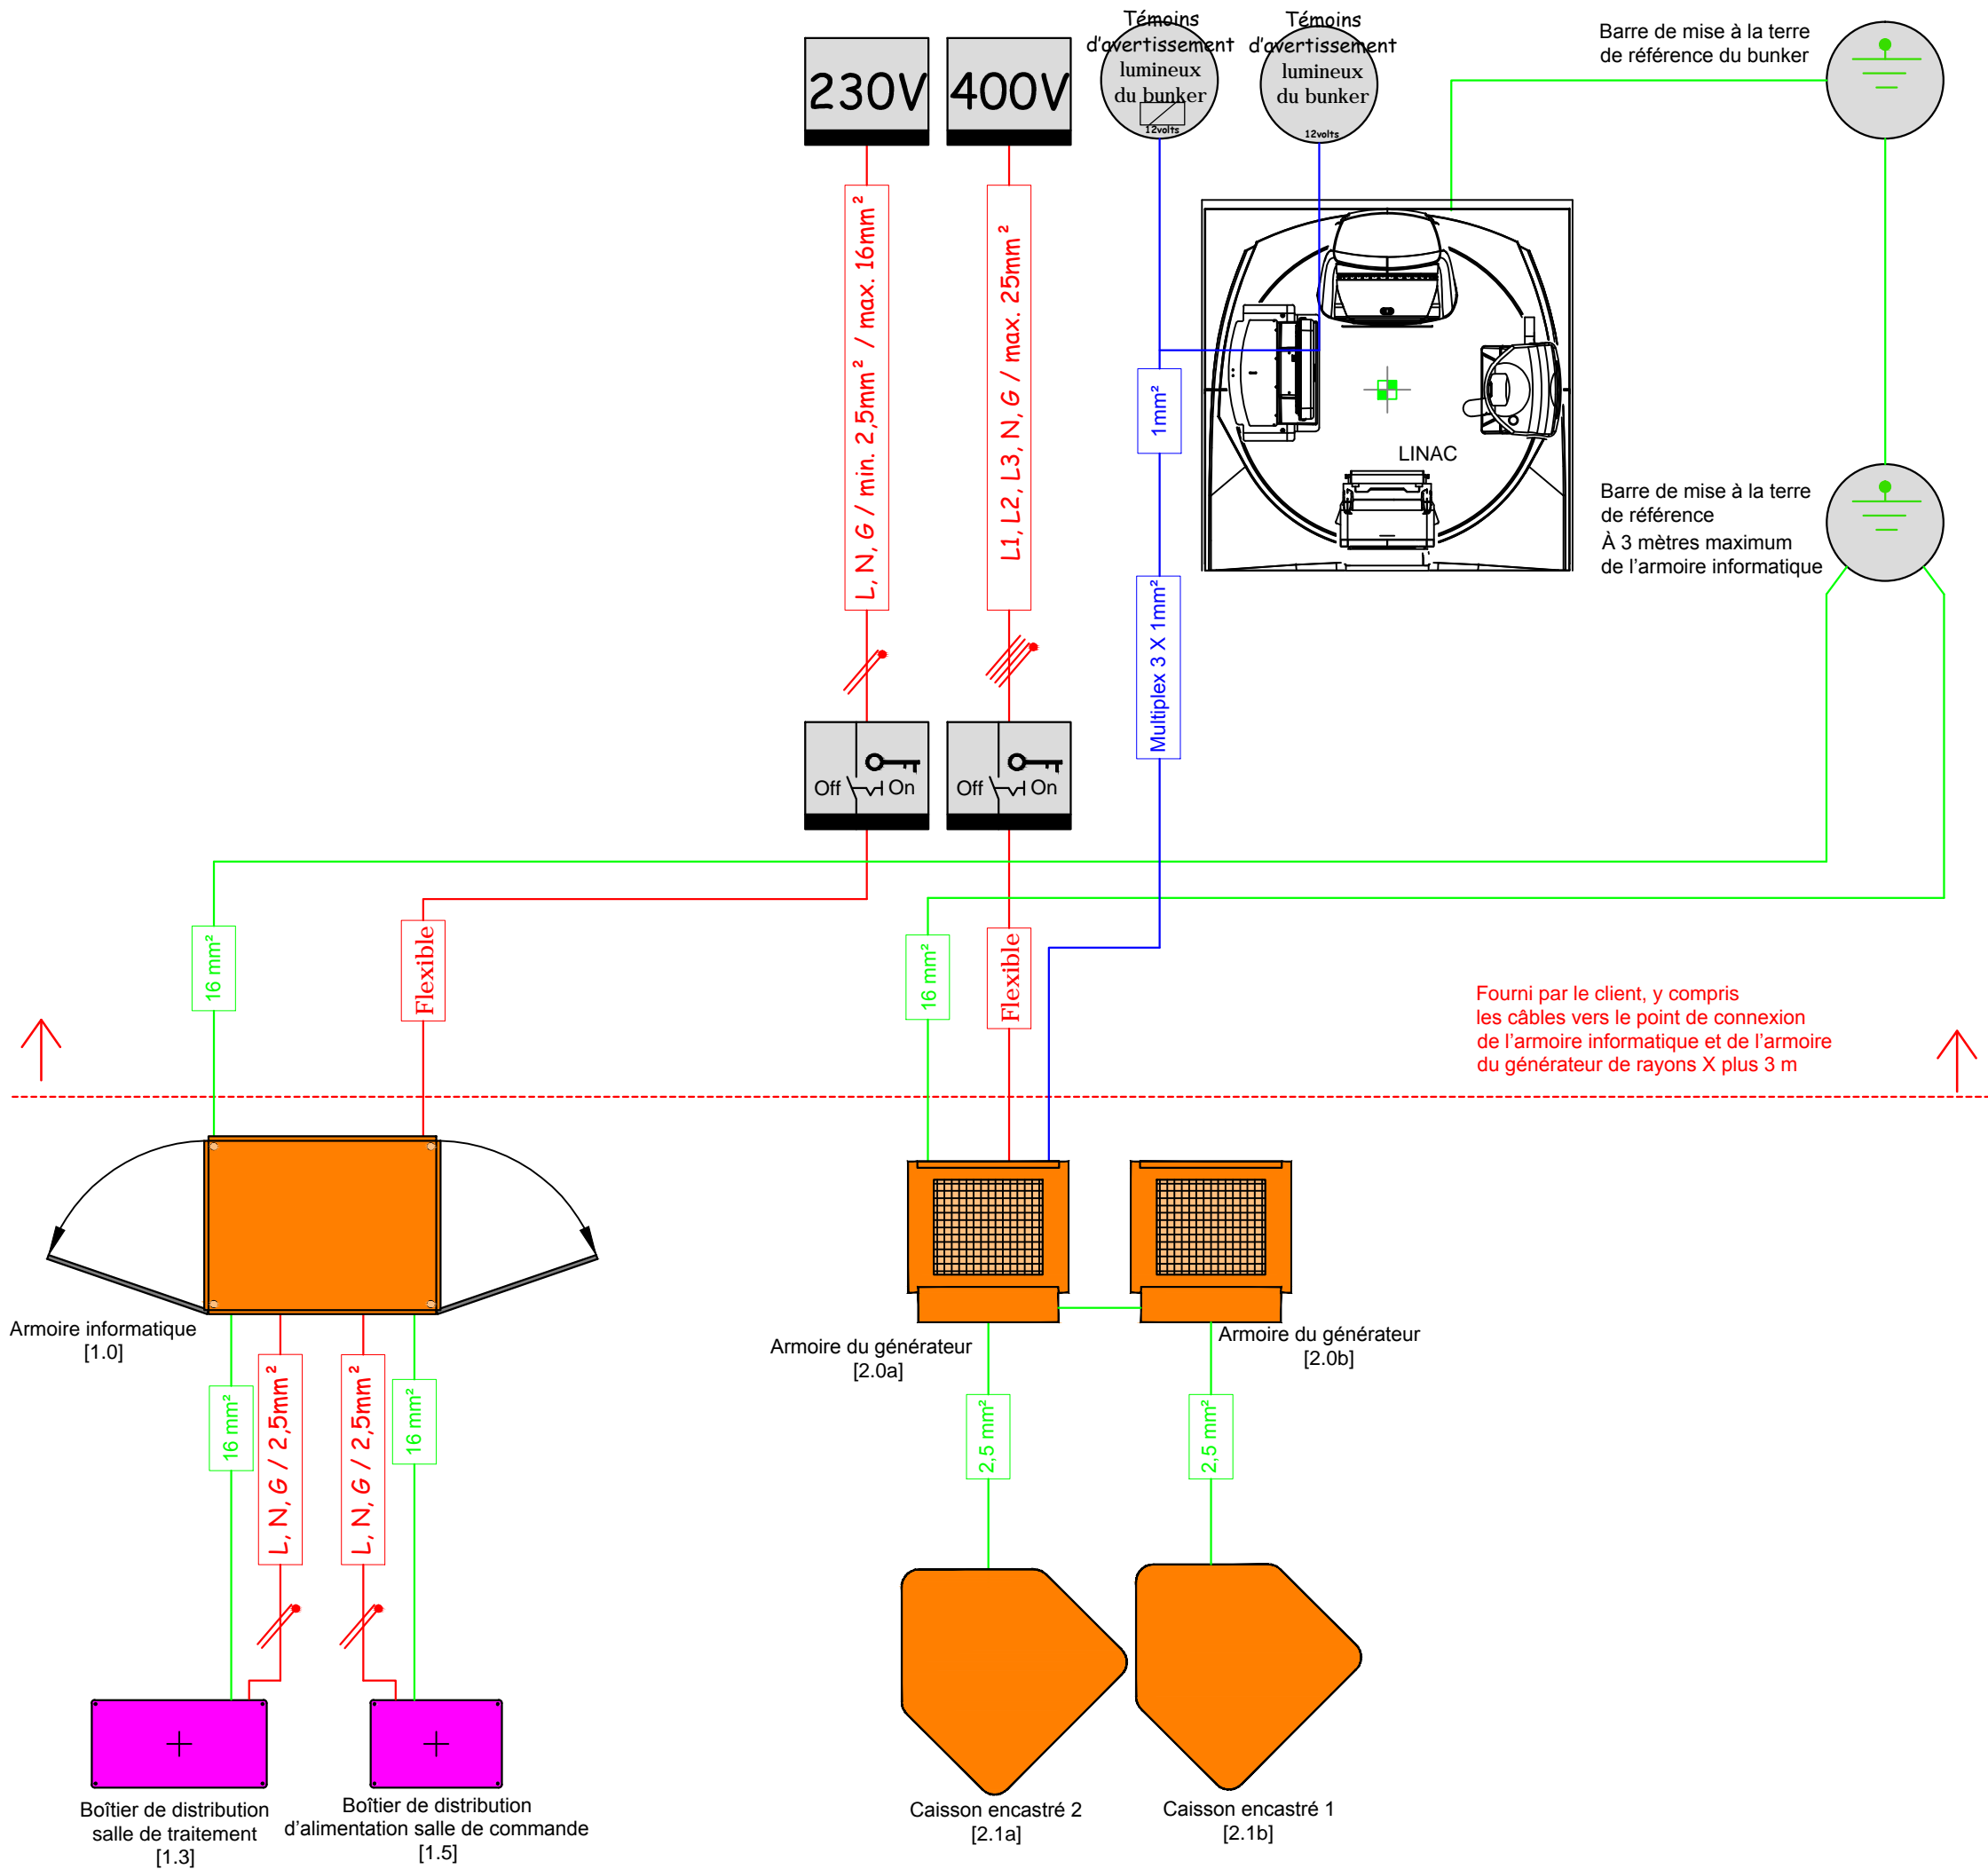 230V
400V
Témoins
d'avertissement
lumineux
du bunker
12volts
Témoins
d'avertissement
lumineux
du bunker
12volts
Barre de mise à la terre
de référence du bunker
L, N, G / min. 2,5mm² / max. 16mm²
L1, L2, L3, N, G / max. 25mm²
1mm²
Multiplex 3 X 1mm²
LINAC
Barre de mise à la terre
de référence
À 3 mètres maximum
de l'armoire informatique
Off
On
Off
On
16 mm²
Flexible
16 mm²
Flexible
Fourni par le client, y compris
les câbles vers le point de connexion
de l'armoire informatique et de l'armoire
du générateur de rayons X plus 3 m
Armoire informatique
[1.0]
Armoire du générateur
[2.0a]
Armoire du générateur
[2.0b]
16 mm²
L, N, G / 2,5mm²
L, N, G / 2,5mm²
16 mm²
2,5 mm²
2,5 mm²
Boîtier de distribution
salle de traitement
[1.3]
Boîtier de distribution
d'alimentation salle de commande
[1.5]
Caisson encastré 2
[2.1a]
Caisson encastré 1
[2.1b]